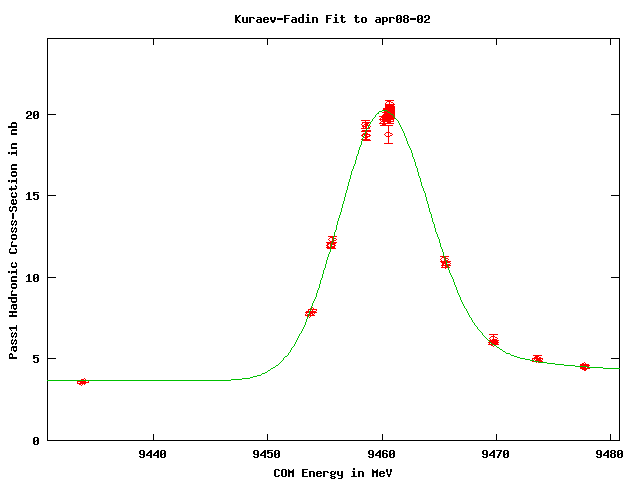 Kuraev-Fadin Fit to apr08-02
Pass1 Hadronic Cross-Section in nb
20
15
10
5
0
9440 9450 9460 9470 9480
COM Energy in MeV